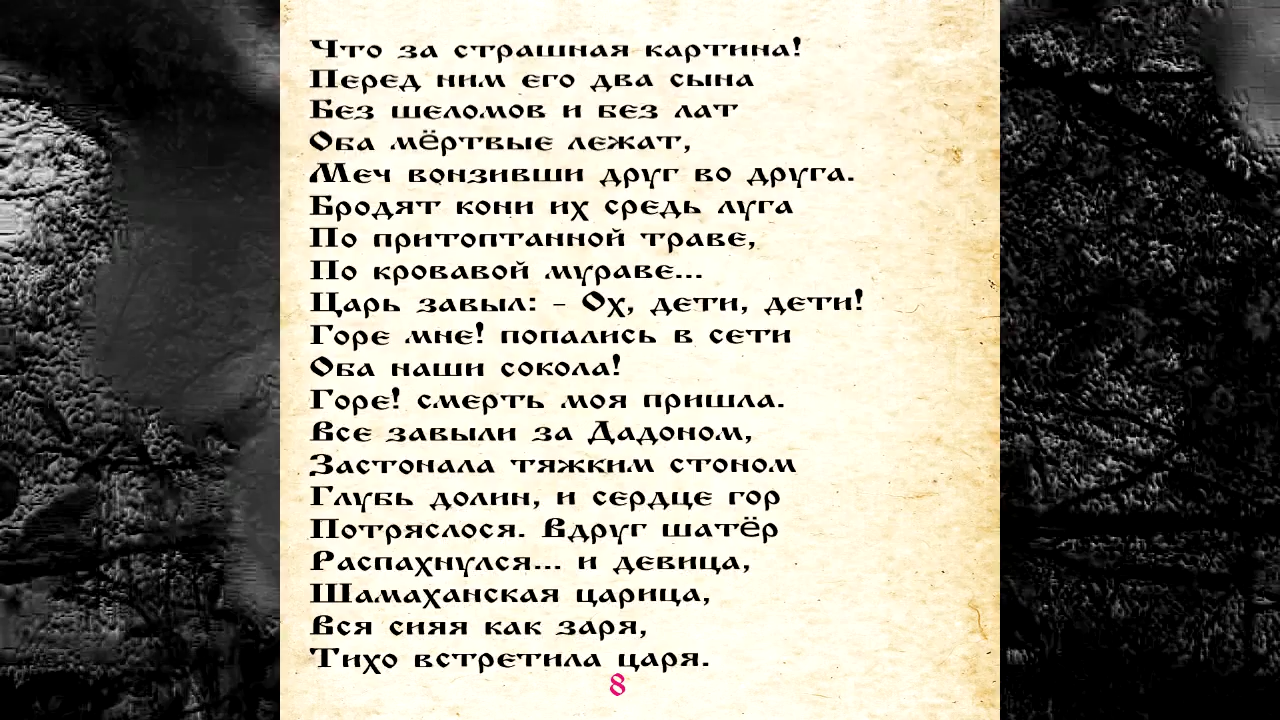 Что за страшная картина!
Перед ним его два сына
Без шеломов и без лат
Оба мёртвые лежат,
Меч вонзивши друг во друга.
Бродят кони их средь луга
По притоптанной траве,
По кровавой мураве...
Царь завыл: - Ох, дети, дети!
Горе мне! попались в сети
Оба наши сокола!
Горе! смерть моя пришла.
Все завыли за Дадоном,
Застонала тяжким стоном
Глубь долин, и сердце гор
Потряслося. Вдруг шатёр
Распахнулся... и девица,
Шамаханская царица,
Вся сияя как заря,
Тихо встретила царя.
8